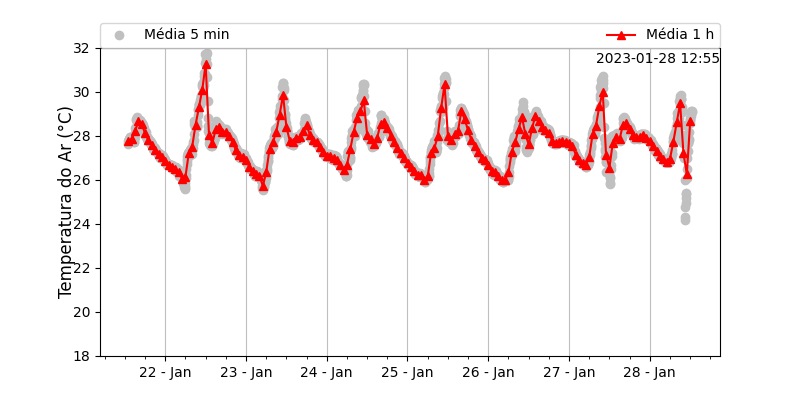 Média 5 min
Média 1 h
2023-01-28 12:55
Temperatura do Ar (°C)
32
30
28
26
24
22
20
18
22 - Jan
23 - Jan
24 - Jan
25 - Jan
26 - Jan
27 - Jan
28 - Jan